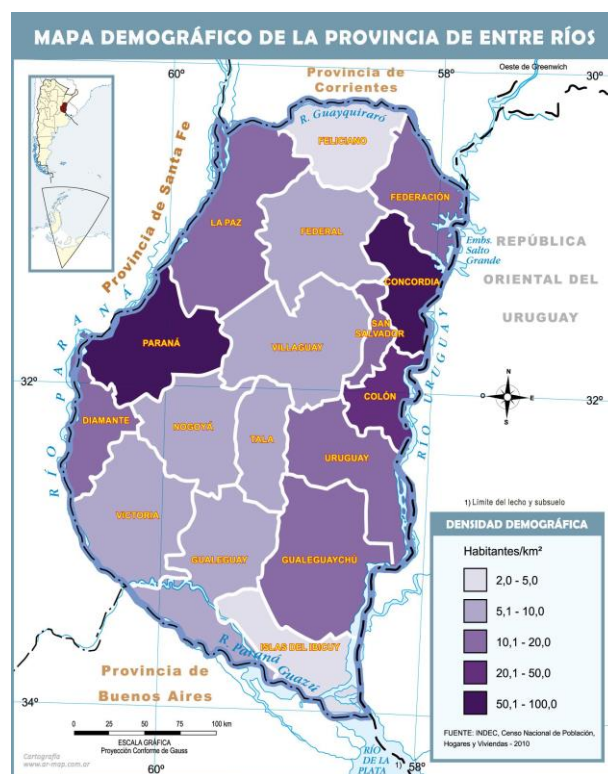 MAPA DEMOGRÁFICO DE LA PROVINCIA DE ENTRE RÍOS
60°
58°
Oeste de Greenwich
30°
Provincia de
Corrientes
R. Guayquiraró
FELICIANO
Provincia de Santa Fe
FEDERACIÓN
LA PAZ
FEDERAL
Embs.
Salto
Grande
REPÚBLICA
ORIENTAL DEL
URUGUAY
CONCORDIA
RÍO PARANÁ
PARANÁ
SAN
SALVADOR
VILLAGUAY
RÍO URUGUAY
32°
32°
COLÓN
N
O
E
S
DIAMANTE
NOGOYÁ
TALA
URUGUAY
1) Límite del lecho y subsuelo
VICTORIA
GUALEGUAY
GUALEGUAYCHÚ
DENSIDAD DEMOGRÁFICA
Habitantes/km²
2,0 - 5,0
5,1 - 10,0
10,1 - 20,0
20,1 - 50,0
50,1 - 100,0
FUENTE: INDEC, Censo Nacional de Población,
Hogares y Viviendas - 2010
ISLAS DEL IBICUY
R. Paraná Guazú
Provincia de
Buenos Aires
34°
0 25 50 75 100 km
ESCALA GRÁFICA
Proyección Conforme de Gauss
Cartografía
www.ar-map.com.ar
60°
RÍO
DE LA
PLATA
1)
58°